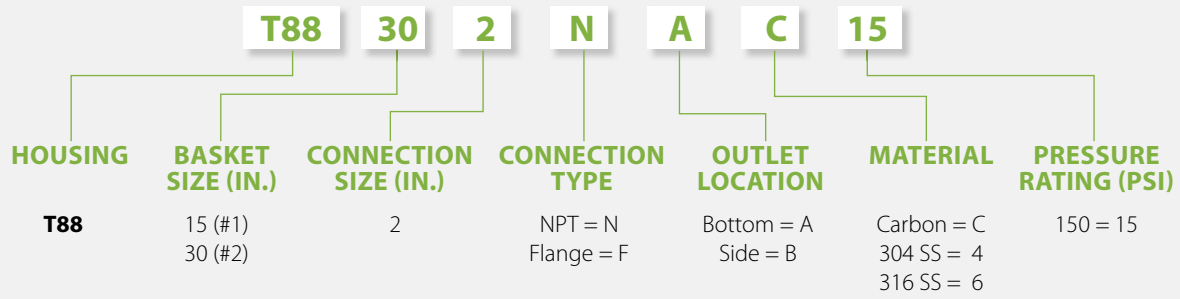 T88 30 2 N A C 15
HOUSING BASKET CONNECTION CONNECTION OUTLET MATERIAL PRESSURE
SIZE (IN.) SIZE (IN.) TYPE LOCATION RATING (PSI)
T88 15 (#1) 2 NPT = N Bottom = A Carbon = C 150 = 15
30 (#2) Flange = F Side = B 304 SS = 4
316 SS = 6